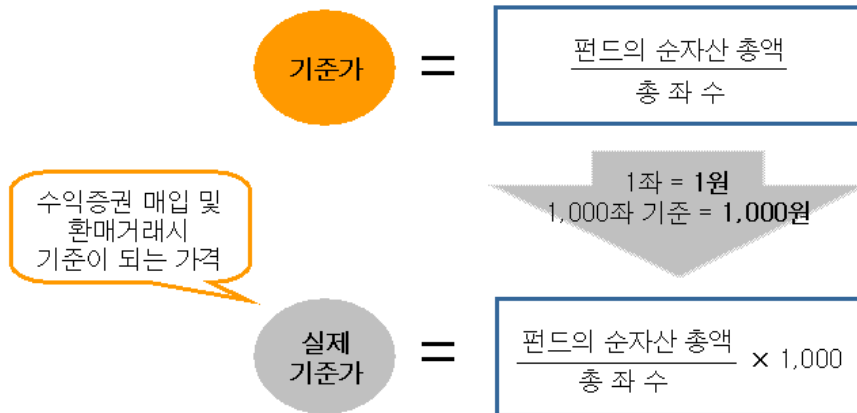 기준가
=
펀드의 순자산 총액
총 좌 수
1좌 = 1원
1,000좌 기준 = 1,000원
수익증권 매입 및
환매거래시
기준이 되는 가격
실제
기준가
=
펀드의 순자산 총액
총 좌 수
× 1,000